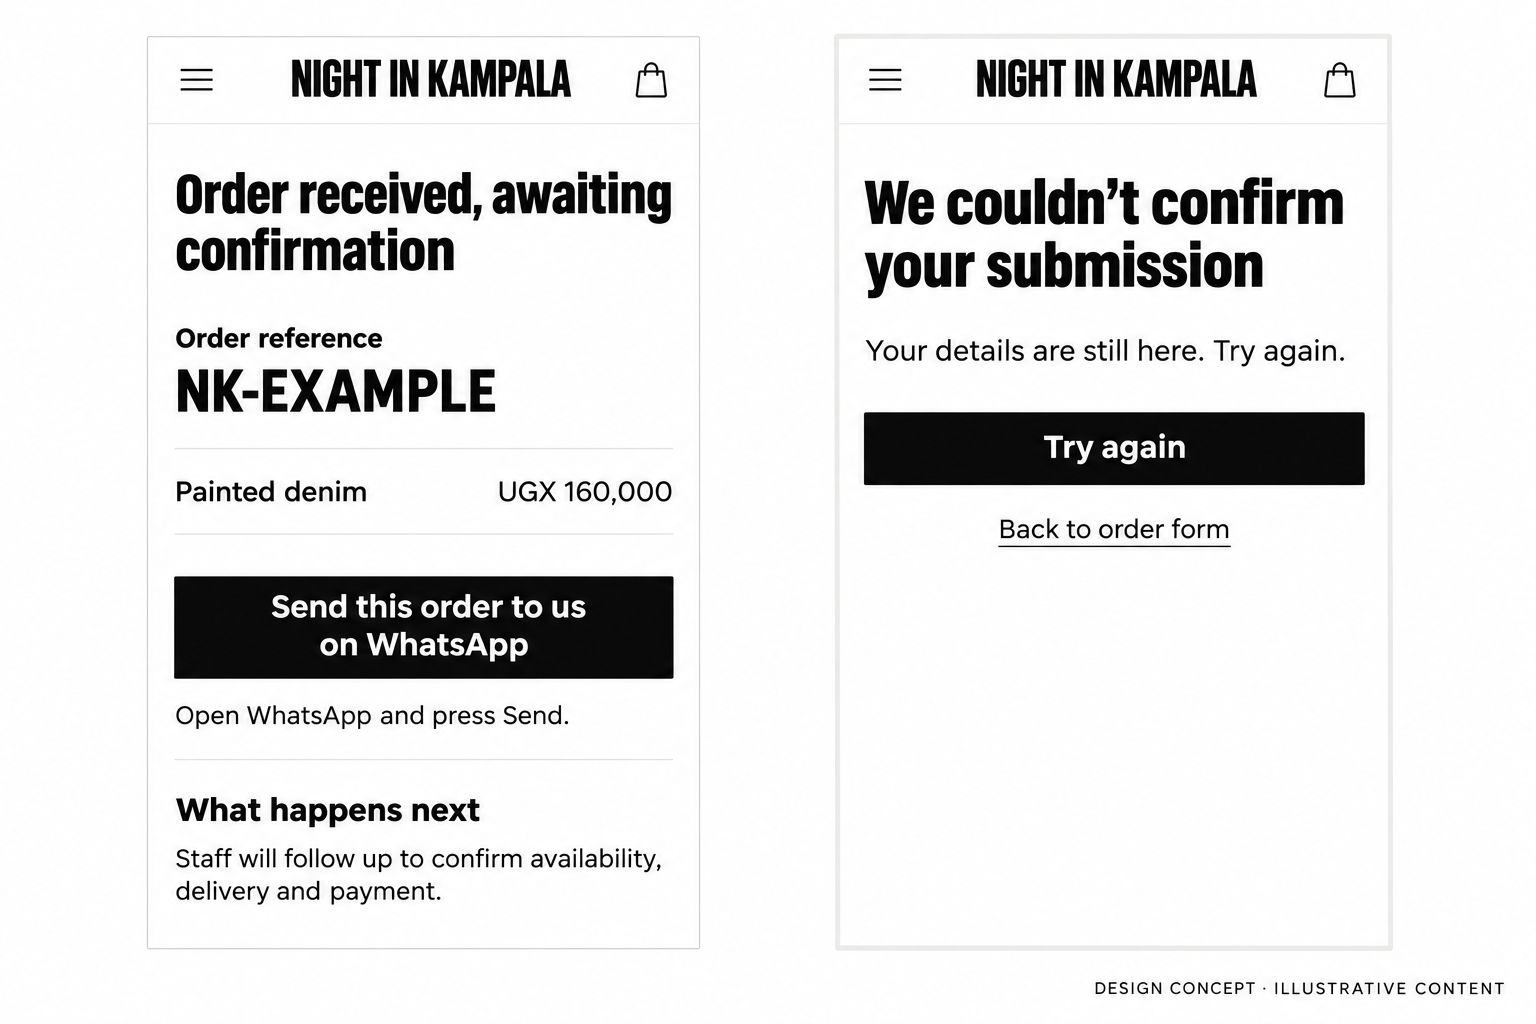 NIGHT IN KAMPALA
Order received, awaiting
confirmation
Order reference
NK-EXAMPLE
Painted denim UGX 160,000
Send this order to us
on WhatsApp
Open WhatsApp and press Send.
What happens next
Staff will follow up to confirm availability,
delivery and payment.
NIGHT IN KAMPALA
We couldn’t confirm
your submission
Your details are still here. Try again.
Try again
Back to order form
DESIGN CONCEPT · ILLUSTRATIVE CONTENT